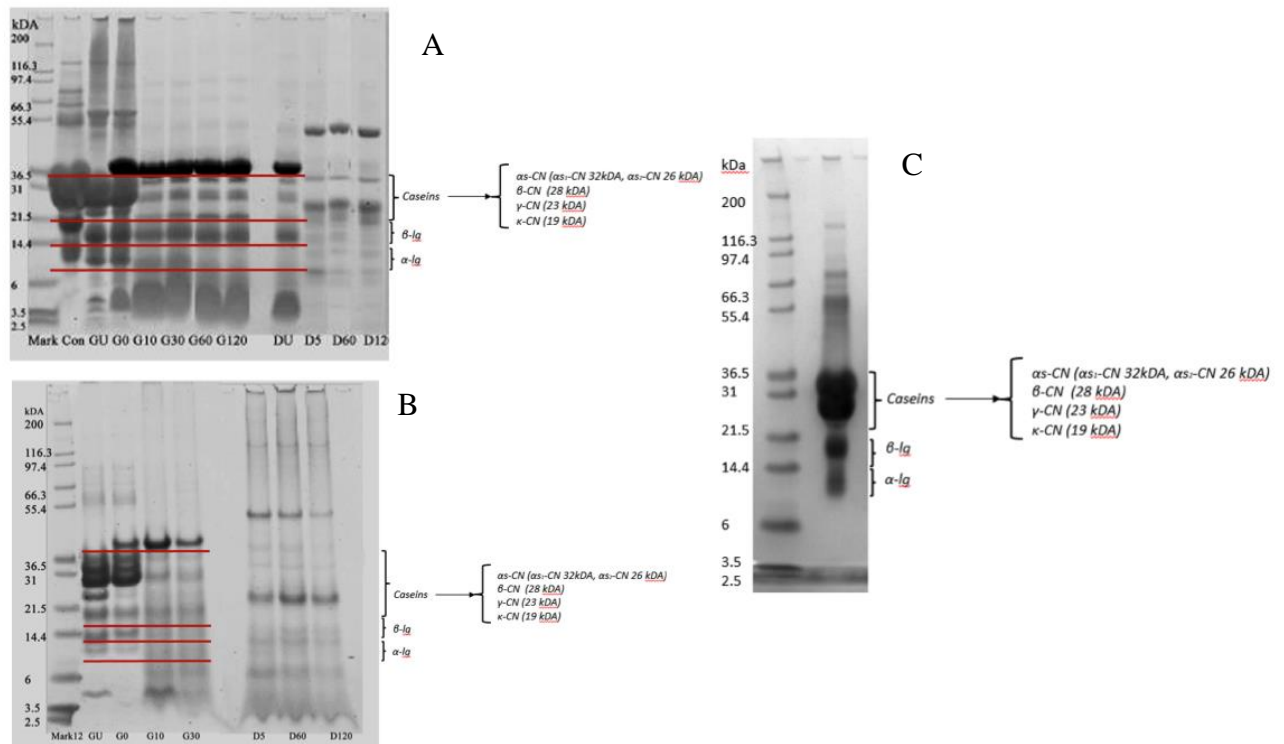 A
kDA
200
116.3
97.4
66.3
55.4
36.5
31
21.5
14.4
6
3.5
2.5
Mark Con GU G0 G10 G30 G60 G120 DU D5 D60 D12
Caseins
β-lg
α-lg
αs-CN (αs₁-CN 32kDA, αs₂-CN 26 kDA)
β-CN (28 kDA)
γ-CN (23 kDA)
κ-CN (19 kDA)
B
kDA
200
116.3
97.4
66.3
55.4
36.5
31
21.5
14.4
6
3.5
2.5
Mark12 GU G0 G10 G30 D5 D60 D120
Caseins
β-lg
α-lg
αs-CN (αs₁-CN 32kDA, αs₂-CN 26 kDA)
β-CN (28 kDA)
γ-CN (23 kDA)
κ-CN (19 kDA)
C
kDa
200
116.3
97.4
66.3
55.4
36.5
31
21.5
14.4
6
3.5
2.5
Caseins
β-lg
α-lg
αs-CN (αs₁-CN 32kDA, αs₂-CN 26 kDA)
β-CN (28 kDA)
γ-CN (23 kDA)
κ-CN (19 kDA)